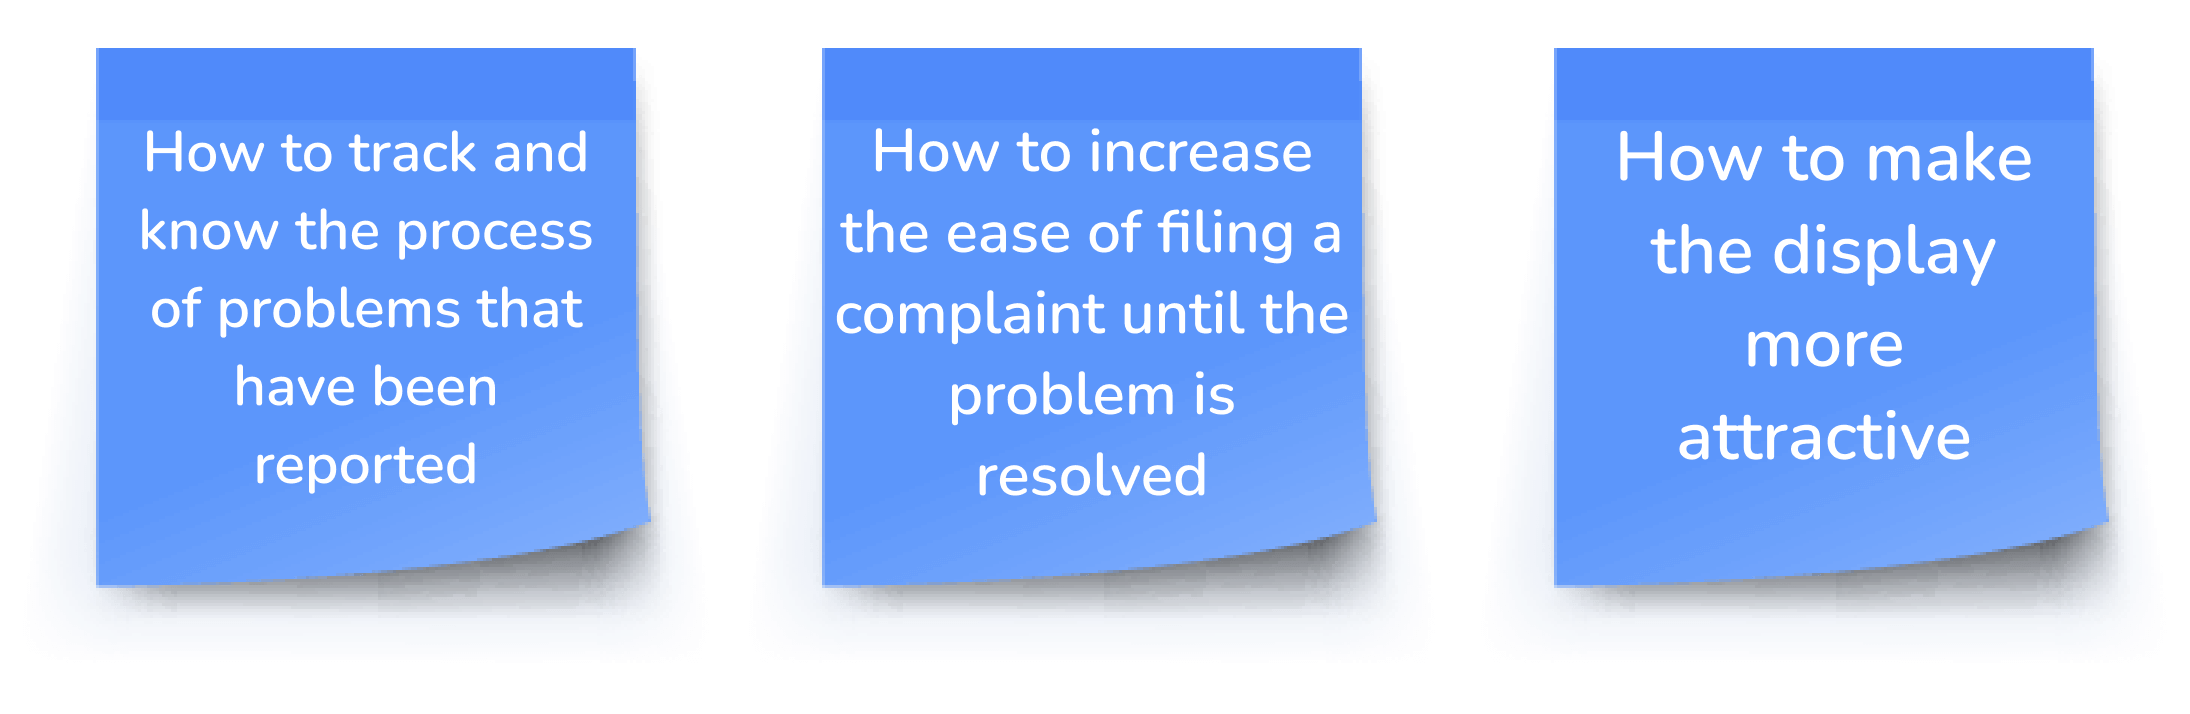 How to track and
know the process
of problems that
have been
reported
How to increase
the ease of filing a
complaint until the
problem is
resolved
How to make
the display
more
attractive